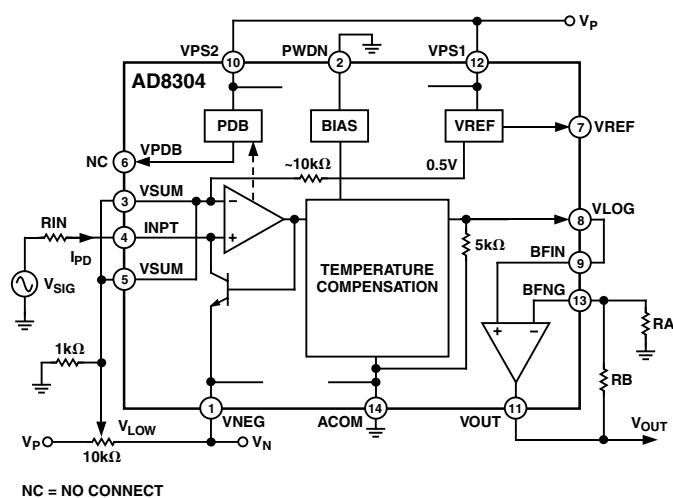 VP
VPS2 PWDN VPS1
10 2 12
AD8304
PDB BIAS VREF
7 VREF
NC 6 VPDB
~10kΩ 0.5V
3 VSUM
VLOG
RIN 4 INPT − +
8
IPD
5kΩ
5 VSUM
TEMPERATURE
COMPENSATION
BFIN
9
VSIG
BFNG
13
+ −
RA
1kΩ
RB
VLOW
1 VNEG
ACOM 14
VOUT 11
VOUT
VP 10kΩ VN
NC = NO CONNECT